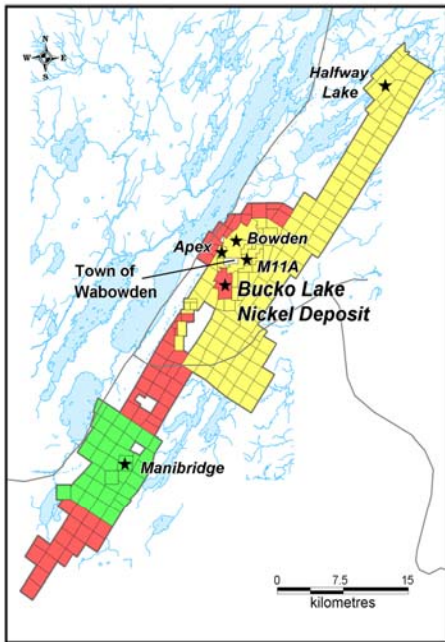 N
W E
S
Halfway
Lake
Bowden
Apex
M11A
Town of
Wabowden
Bucko Lake
Nickel Deposit
Manibridge
0 7.5 15
kilometres